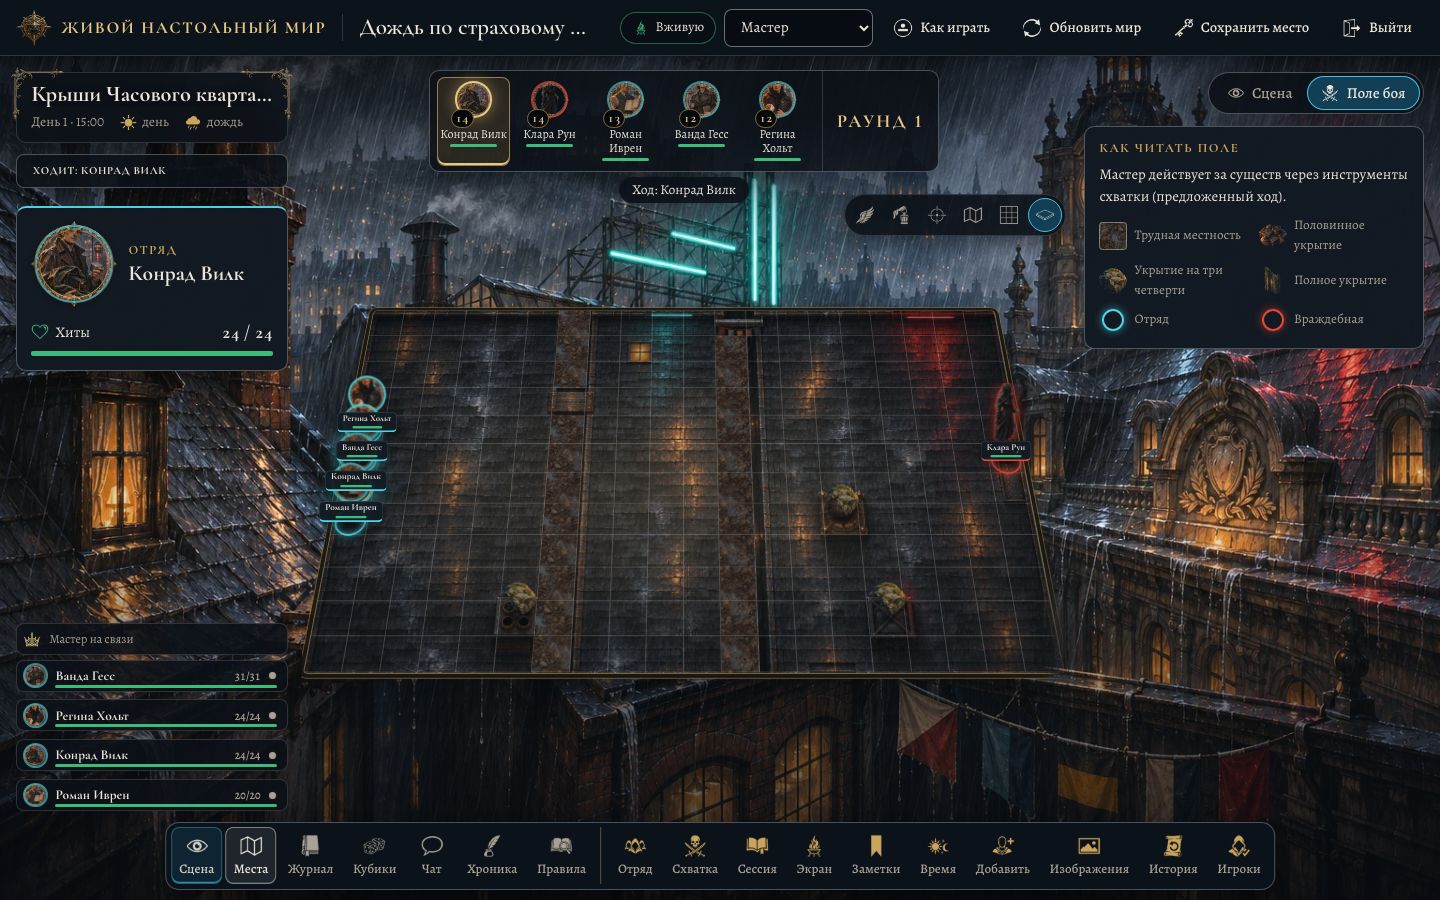 ЖИВОЙ НАСТОЛЬНЫЙ МИР
Дождь по страховому ...
Вживую
Мастер
Как играть
Обновить мир
Сохранить место
Выйти
Крыши Часового кварта...
День 1 · 15:00
день
дождь
ХОДИТ: КОНРАД ВИЛК
ОТРЯД
Конрад Вилк
Хиты
24 / 24
14
Конрад Вилк
14
Клара Рун
13
Роман
Иврен
12
Ванда Гесс
12
Регина
Хольт
РАУНД 1
Ход: Конрад Вилк
Сцена
Поле боя
КАК ЧИТАТЬ ПОЛЕ
Мастер действует за существ через инструменты
схватки (предложенный ход).
Трудная местность
Половинное
укрытие
Укрытие на три
четверти
Полное укрытие
Отряд
Враждебная
Регина Хольт
Ванда Гесс
Конрад Вилк
Роман Иврен
Клара Рун
Мастер на связи
Ванда Гесс
31/31
Регина Хольт
24/24
Конрад Вилк
24/24
Роман Иврен
20/20
Сцена
Места
Журнал
Кубики
Чат
Хроника
Правила
Отряд
Схватка
Сессия
Экран
Заметки
Время
Добавить
Изображения
История
Игроки